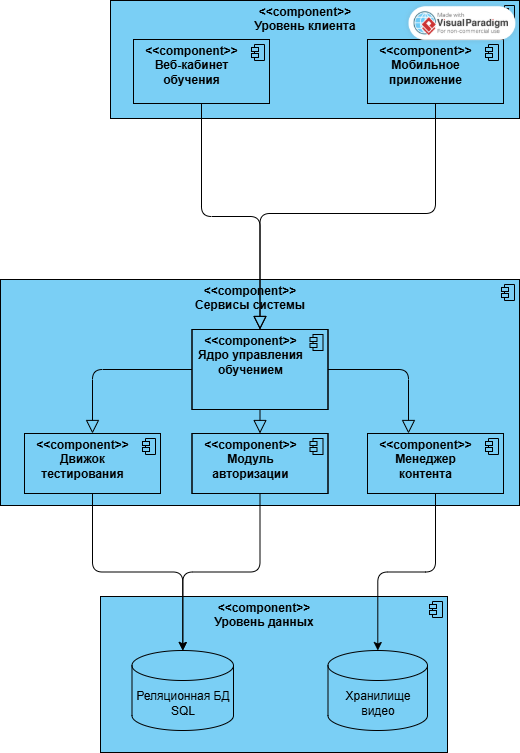 <<component>>
Уровень клиента
Made with
VisualParadigm
For non-commercial use
<<component>>
Веб-кабинет
обучения
<<component>>
Мобильное
приложение
<<component>>
Сервисы системы
<<component>>
Ядро управления
обучением
<<component>>
Движок
тестирования
<<component>>
Модуль
авторизации
<<component>>
Менеджер
контента
<<component>>
Уровень данных
Реляционная БД
SQL
Хранилище
видео